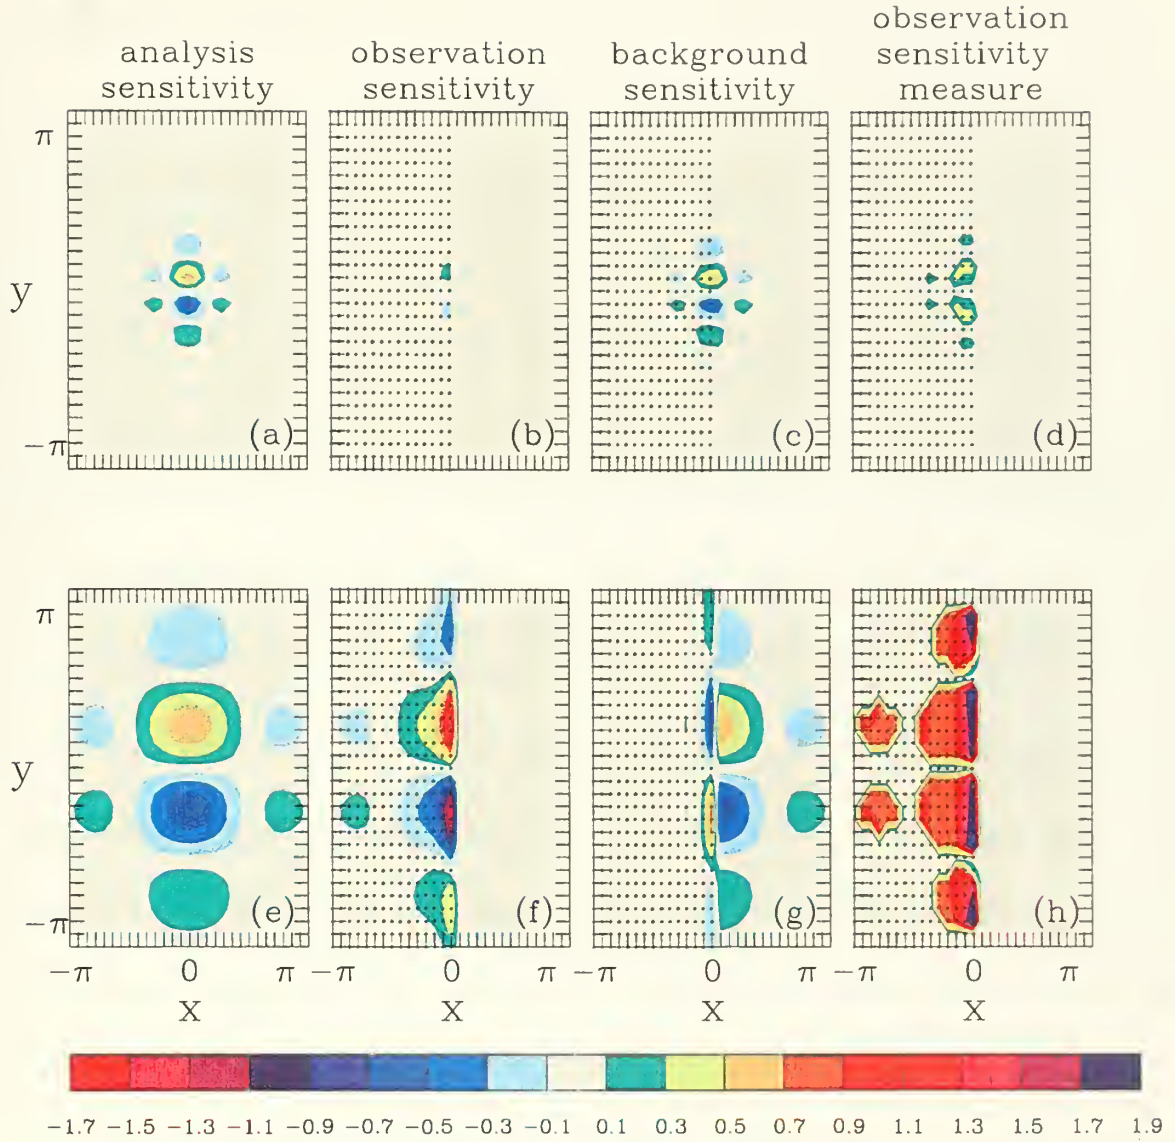 analysis
sensitivity
observation
sensitivity
background
sensitivity
observation
sensitivity
measure
π
y
−π
(a)
(b)
(c)
(d)
π
y
−π
(e)
(f)
(g)
(h)
−π 0 π −π 0 π −π 0 π −π 0 π
x x x x
−1.7 −1.5 −1.3 −1.1 −0.9 −0.7 −0.5 −0.3 −0.1 0.1 0.3 0.5 0.7 0.9 1.1 1.3 1.5 1.7 1.9